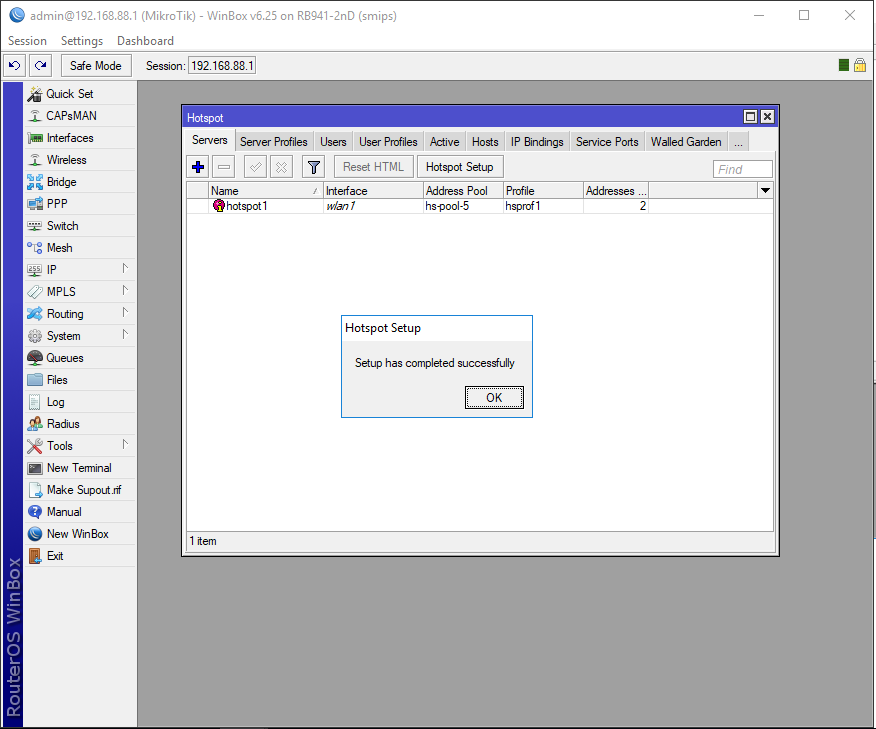 admin@192.168.88.1 (MikroTik) - WinBox v6.25 on RB941-2nD (smips)
Session Settings Dashboard
Safe Mode Session: 192.168.88.1
Quick Set
CAPsMAN
Interfaces
Wireless
Bridge
PPP
Switch
Mesh
IP
MPLS
Routing
System
Queues
Files
Log
Radius
Tools
New Terminal
Make Supout.rif
Manual
New WinBox
Exit
RouterOS WinBox
Hotspot
Servers Server Profiles Users User Profiles Active Hosts IP Bindings Service Ports Walled Garden ...
Reset HTML Hotspot Setup Find
Name / Interface Address Pool Profile Addresses ...
hotspot1 wlan1 hs-pool-5 hsprof1 2
Hotspot Setup
Setup has completed successfully
OK
1 item